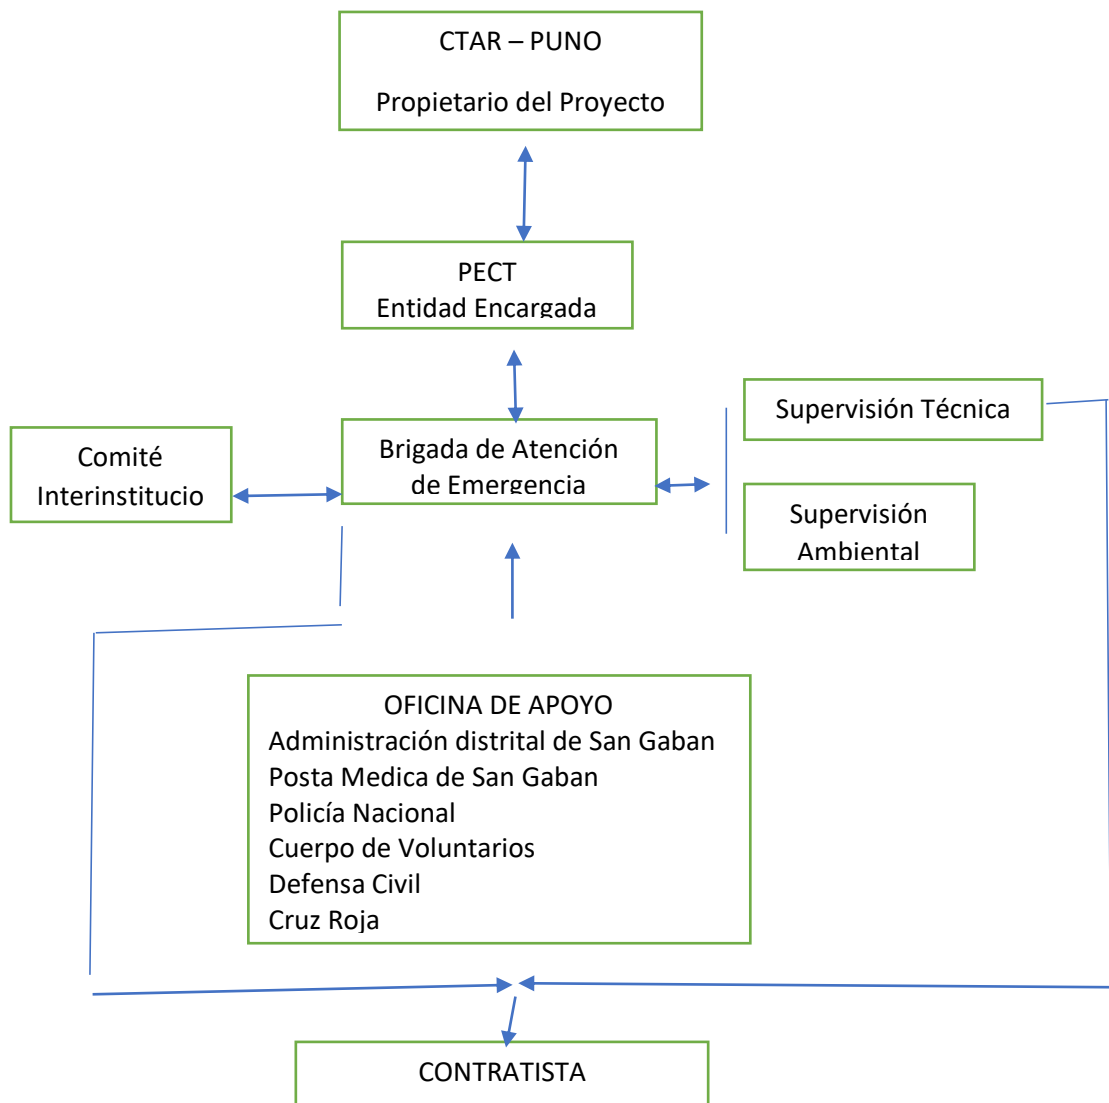 CTAR – PUNO
Propietario del Proyecto
PECT
Entidad Encargada
Supervisión Técnica
Comité
Interinstitucio
Brigada de Atención
de Emergencia
Supervisión
Ambiental
OFICINA DE APOYO
Administración distrital de San Gaban
Posta Medica de San Gaban
Policía Nacional
Cuerpo de Voluntarios
Defensa Civil
Cruz Roja
CONTRATISTA